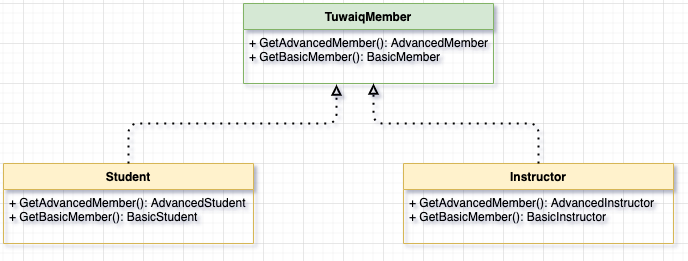 TuwaiqMember
+ GetAdvancedMember(): AdvancedMember
+ GetBasicMember(): BasicMember
Student
+ GetAdvancedMember(): AdvancedStudent
+ GetBasicMember(): BasicStudent
Instructor
+ GetAdvancedMember(): AdvancedInstructor
+ GetBasicMember(): BasicInstructor